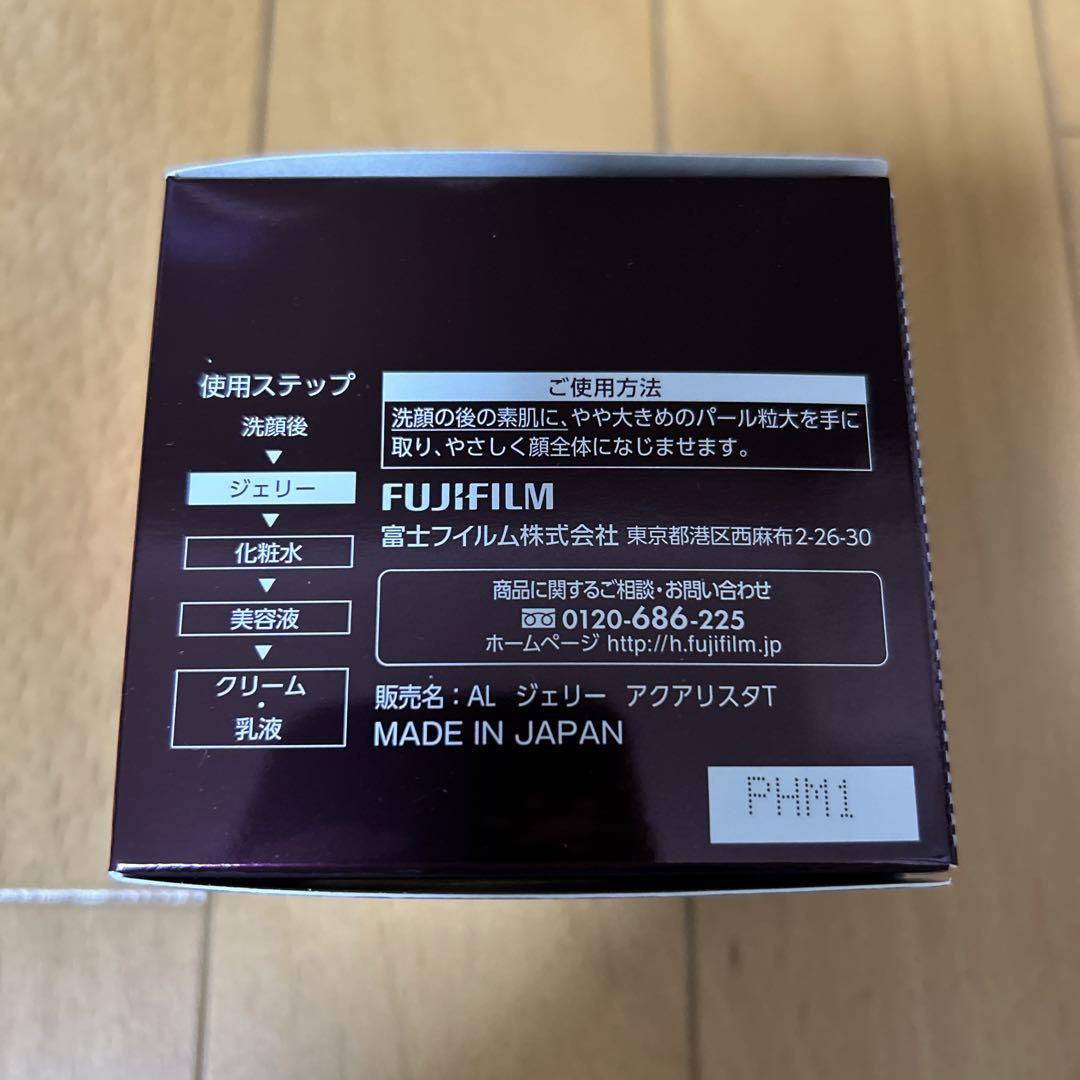 使用ステップ
洗顔後
▼
ジェリー
▼
化粧水
▼
美容液
▼
クリーム
・
乳液
ご使用方法
洗顔の後の素肌に、やや大きめのパール粒大を手に
取り、やさしく顔全体になじませます。
FUJIFILM
富士フイルム株式会社 東京都港区西麻布2-26-30
商品に関するご相談・お問い合わせ
0120-686-225
ホームページ http://h.fujifilm.jp
販売名：AL ジェリー アクアリスタT
MADE IN JAPAN
PHM1